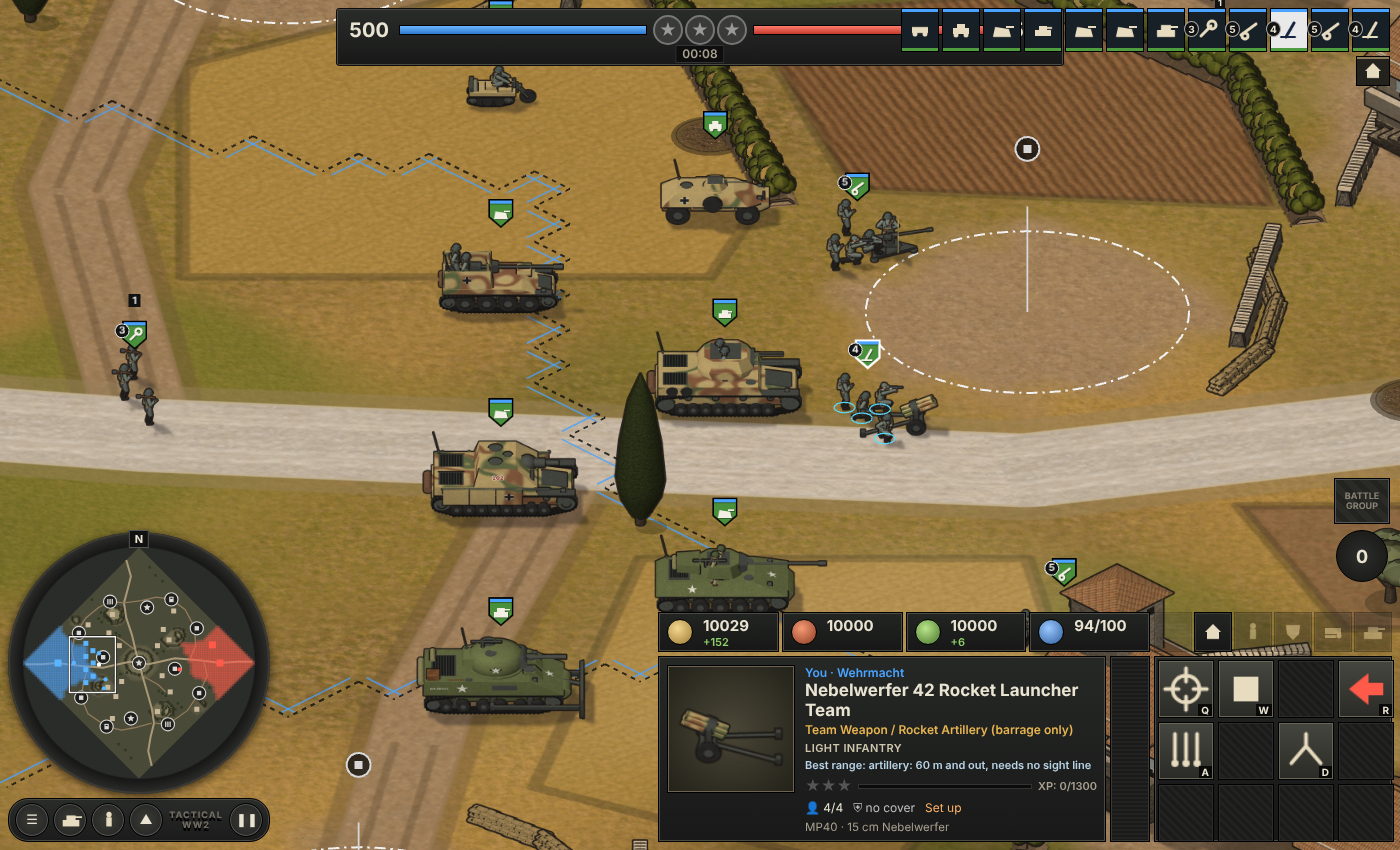 500
00:08
1
3
5
4
5
4
5
1
3
4
5
N
BATTLE
GROUP
0
10029
+152
10000
10000
+6
94/100
You · Wehrmacht
Nebelwerfer 42 Rocket Launcher
Team
Team Weapon / Rocket Artillery (barrage only)
LIGHT INFANTRY
Best range: artillery: 60 m and out, needs no sight line
XP: 0/1300
4/4 no cover Set up
MP40 · 15 cm Nebelwerfer
Q W R
A D
TACTICAL
WW2